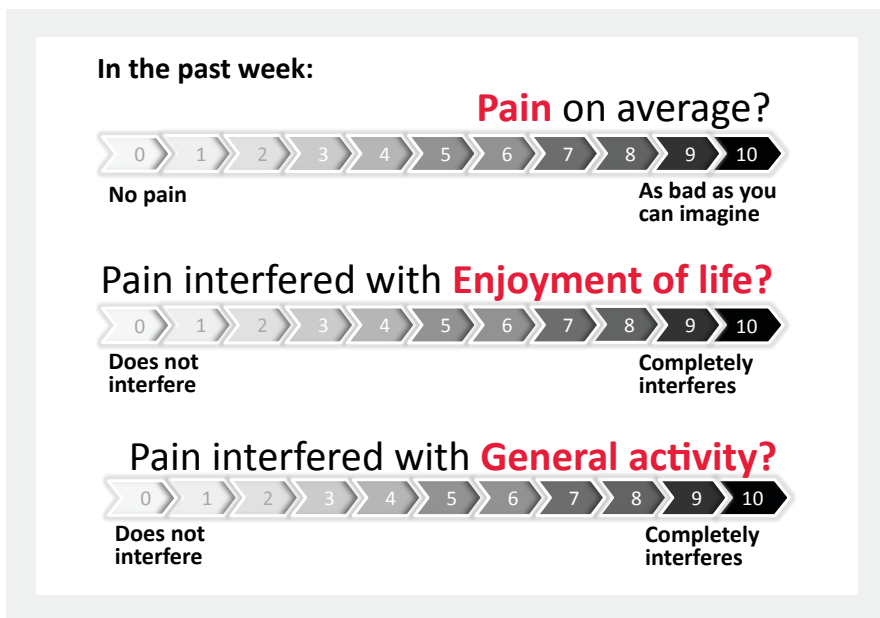 In the past week:
Pain on average?
0 1 2 3 4 5 6 7 8 9 10
No pain
As bad as you
can imagine
Pain interfered with Enjoyment of life?
0 1 2 3 4 5 6 7 8 9 10
Does not
interfere
Completely
interferes
Pain interfered with General activity?
0 1 2 3 4 5 6 7 8 9 10
Does not
interfere
Completely
interferes